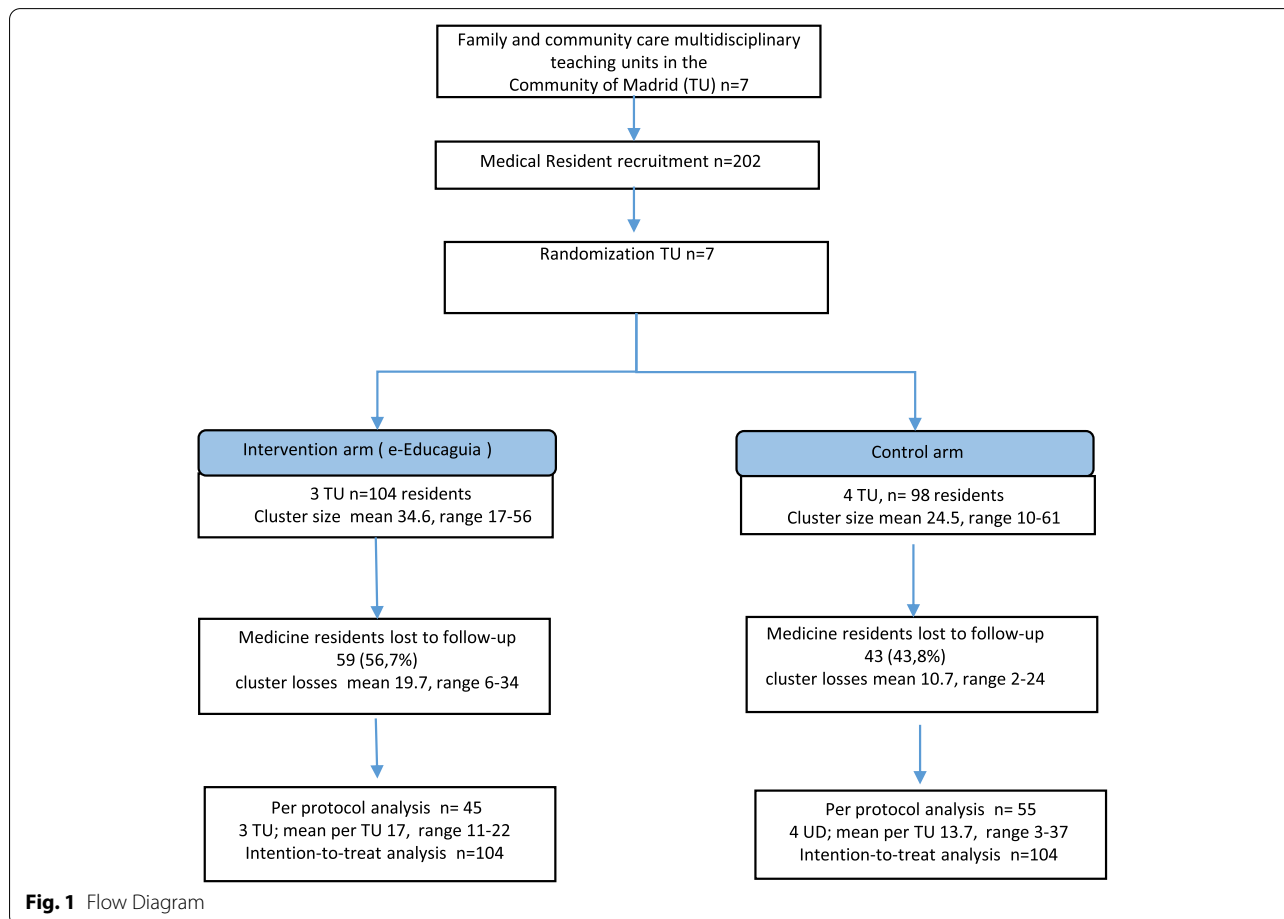 Family and community care multidisciplinary
teaching units in the
Community of Madrid (TU) n=7
Medical Resident recruitment n=202
Randomization TU n=7
Intervention arm ( e-Educaguia )
3 TU n=104 residents
Cluster size mean 34.6, range 17-56
Medicine residents lost to follow-up
59 (56,7%)
cluster losses mean 19.7, range 6-34
Per protocol analysis n= 45
3 TU; mean per TU 17, range 11-22
Intention-to-treat analysis n=104
Control arm
4 TU, n= 98 residents
Cluster size mean 24.5, range 10-61
Medicine residents lost to follow-up
43 (43,8%)
cluster losses mean 10.7, range 2-24
Per protocol analysis n= 55
4 UD; mean per TU 13.7, range 3-37
Intention-to-treat analysis n=104
Fig. 1 Flow Diagram